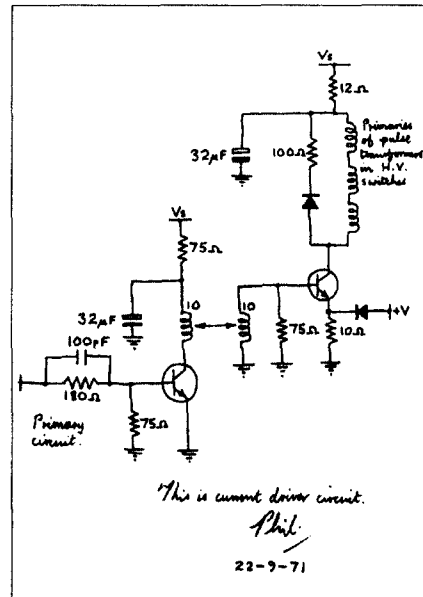 Vs
12Ω
Primaries
of pulse
transformers
in H.V.
switches
32μF
100Ω
Vs
75Ω
32μF
10
10
75Ω
10Ω
+V
100pF
180Ω
75Ω
Primary
circuit.
This is current driver circuit.
Phil.
22-9-71